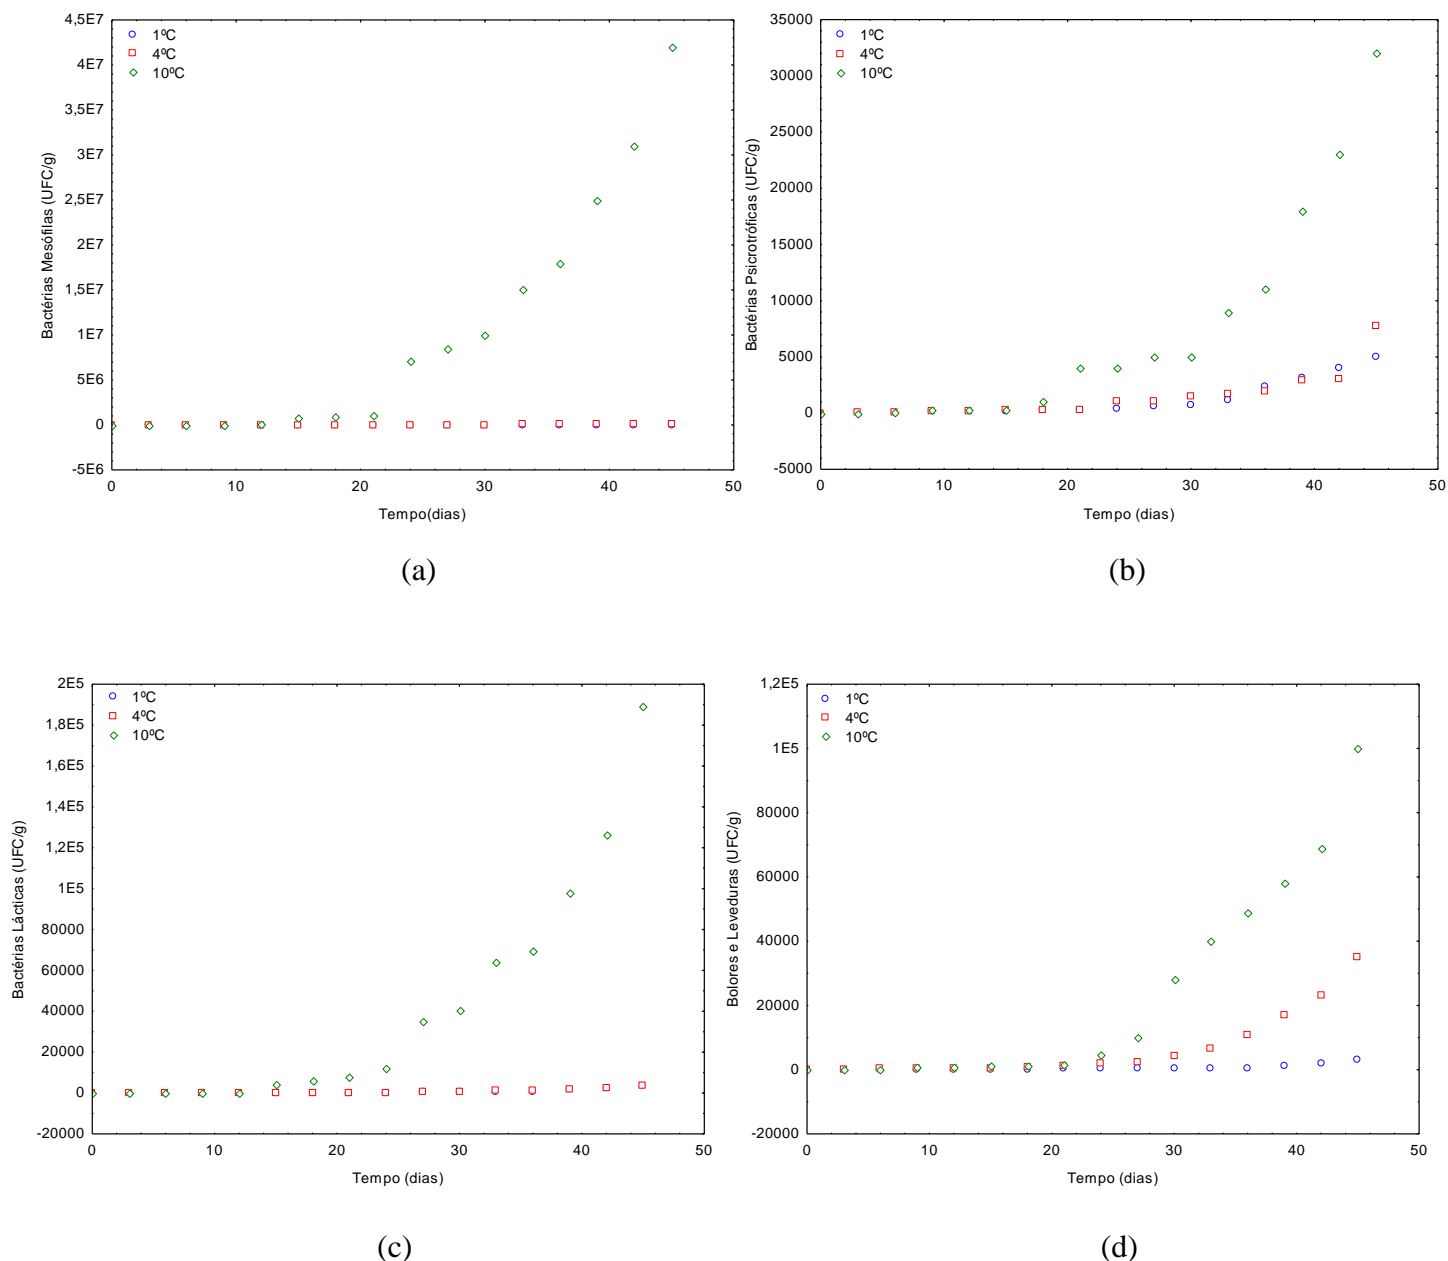 4,5E7
4E7
3,5E7
3E7
2,5E7
2E7
1,5E7
1E7
5E6
0
-5E6
0 10 20 30 40 50
Bactérias Mesófilas (UFC/g)
Tempo(dias)
1ºC
4ºC
10ºC
(a)
35000
30000
25000
20000
15000
10000
5000
0
-5000
0 10 20 30 40 50
Bactérias Psicrotróficas (UFC/g)
Tempo (dias)
1ºC
4ºC
10ºC
(b)
2E5
1,8E5
1,6E5
1,4E5
1,2E5
1E5
80000
60000
40000
20000
0
-20000
0 10 20 30 40 50
Bactérias Lácticas (UFC/g)
Tempo (dias)
1ºC
4ºC
10ºC
(c)
1,2E5
1E5
80000
60000
40000
20000
0
-20000
0 10 20 30 40 50
Bolores e Leveduras (UFC/g)
Tempo (dias)
1ºC
4ºC
10ºC
(d)